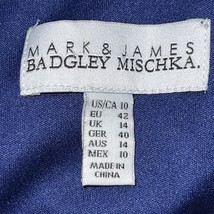 MARK & JAMES
BADGLEY MISCHKA.
US/CA 10
EU 42
UK 14
GER 40
AUS 14
MEX 10
MADE IN
CHINA